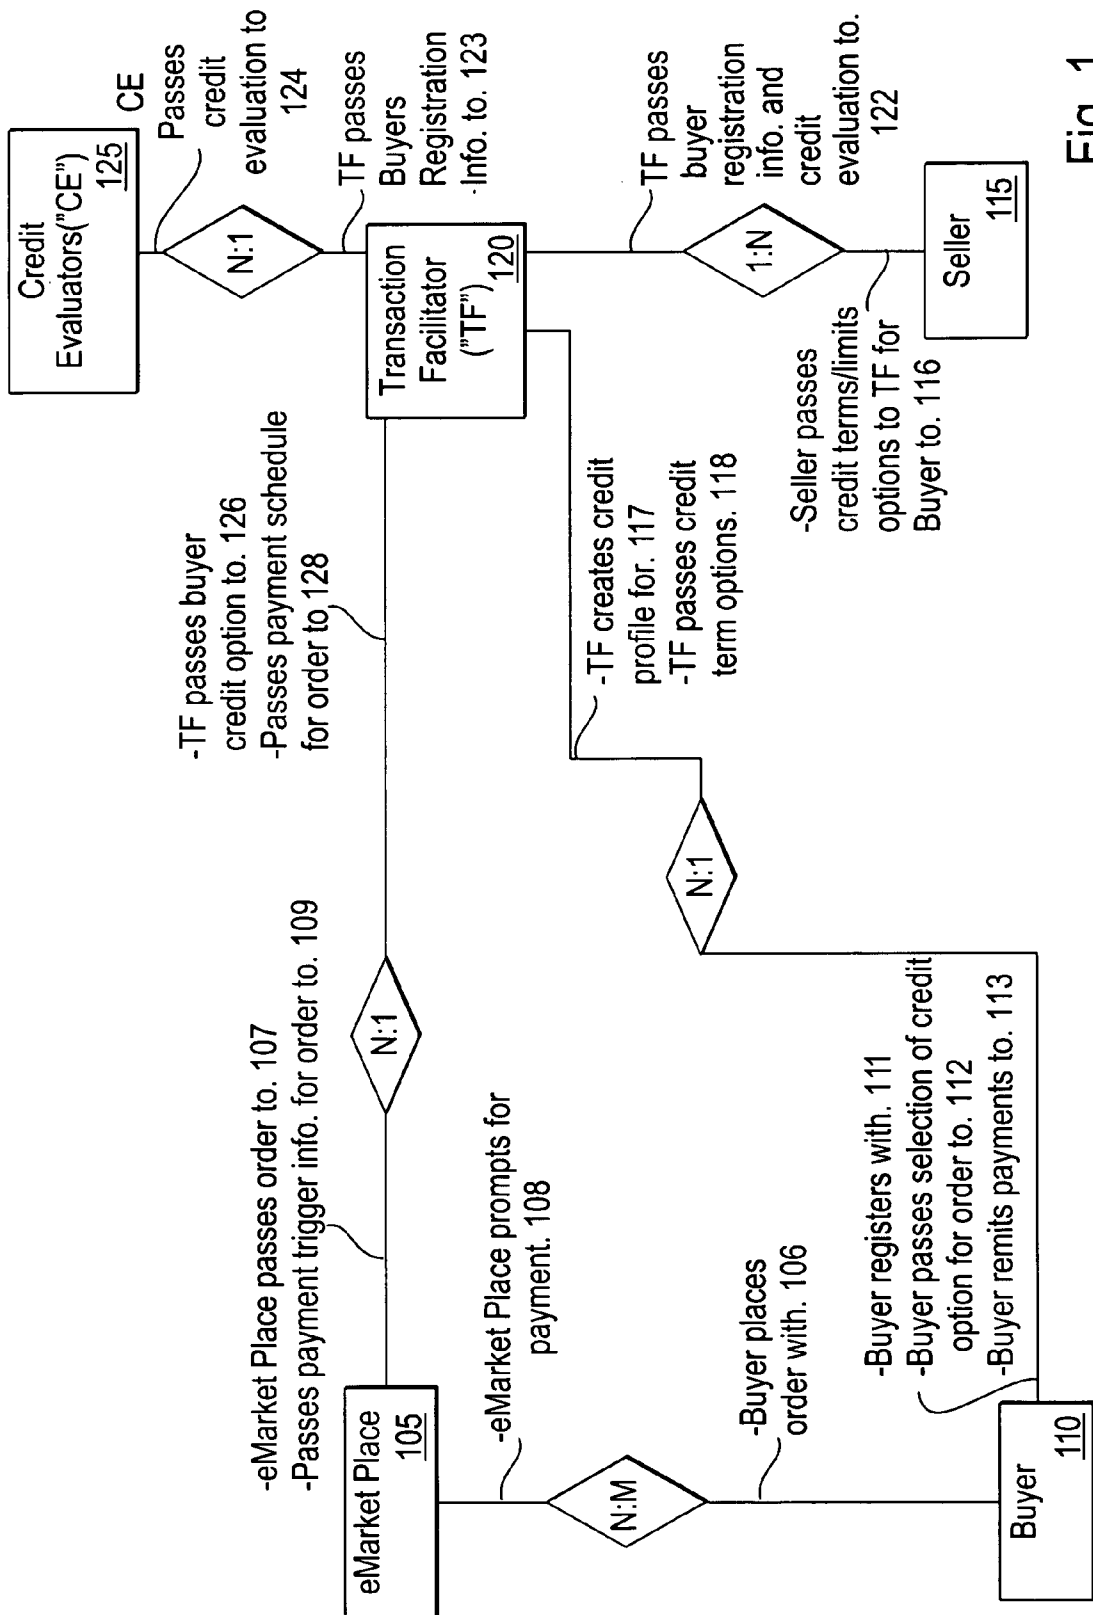 eMarket Place
105
-eMarket Place passes order to. 107
-Passes payment trigger info. for order to. 109
N:1
-TF passes buyer
credit option to. 126
-Passes payment schedule
for order to 128
Transaction
Facilitator
("TF")
120
Credit
Evaluators("CE")
125
CE
Passes
credit
evaluation to
124
N:1
TF passes
Buyers
Registration
Info. to. 123
-eMarket Place prompts for
payment. 108
N:M
-Buyer places
order with. 106
Buyer
110
-Buyer registers with. 111
-Buyer passes selection of credit
option for order to. 112
-Buyer remits payments to. 113
N:1
-TF creates credit
profile for. 117
-TF passes credit
term options. 118
TF passes
buyer
registration
info. and
credit
evaluation to.
122
1:N
-Seller passes
credit terms/limits
options to TF for
Buyer to. 116
Seller
115
Fig. 1